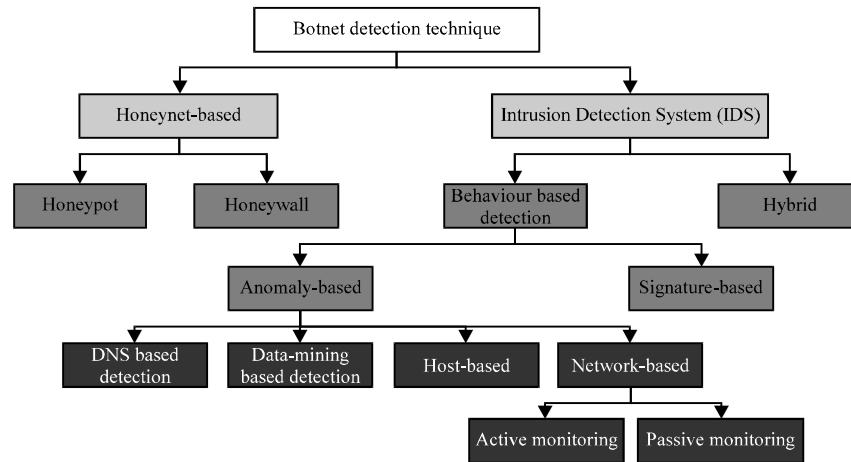 Botnet detection technique
Honeynet-based
Intrusion Detection System (IDS)
Honeypot
Honeywall
Behaviour based
detection
Hybrid
Anomaly-based
Signature-based
DNS based
detection
Data-mining
based detection
Host-based
Network-based
Active monitoring
Passive monitoring